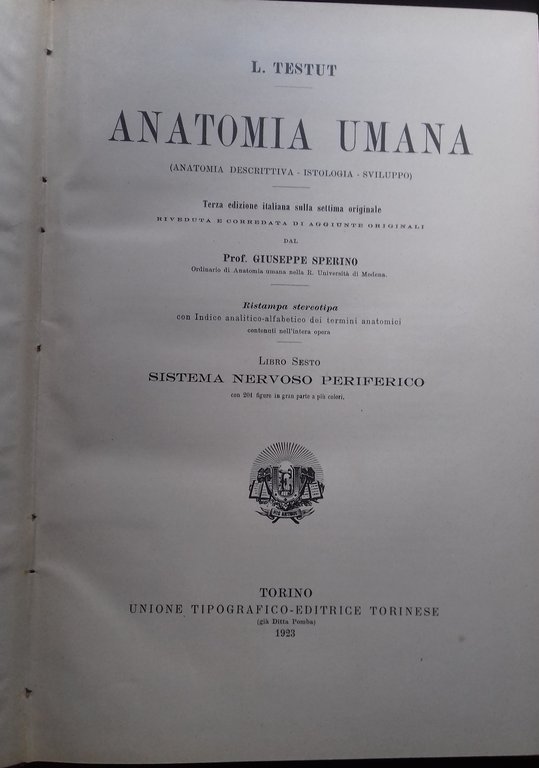 L. TESTUT
ANATOMIA UMANA
(ANATOMIA DESCRITTIVA - ISTOLOGIA - SVILUPPO)
Terza edizione italiana sulla settima originale
RIVEDUTA E CORREDATA DI AGGIUNTE ORIGINALI
DAL
Prof. GIUSEPPE SPERINO
Ordinario di Anatomia umana nella R. Università di Modena.
Ristampa stereotipa
con Indice analitico-alfabetico dei termini anatomici
contenuti nell'intera opera
LIBRO SESTO
SISTEMA NERVOSO PERIFERICO
con 201 figure in gran parte a più colori.
TORINO
UNIONE TIPOGRAFICO-EDITRICE TORINESE
(già Ditta Pomba)
1923